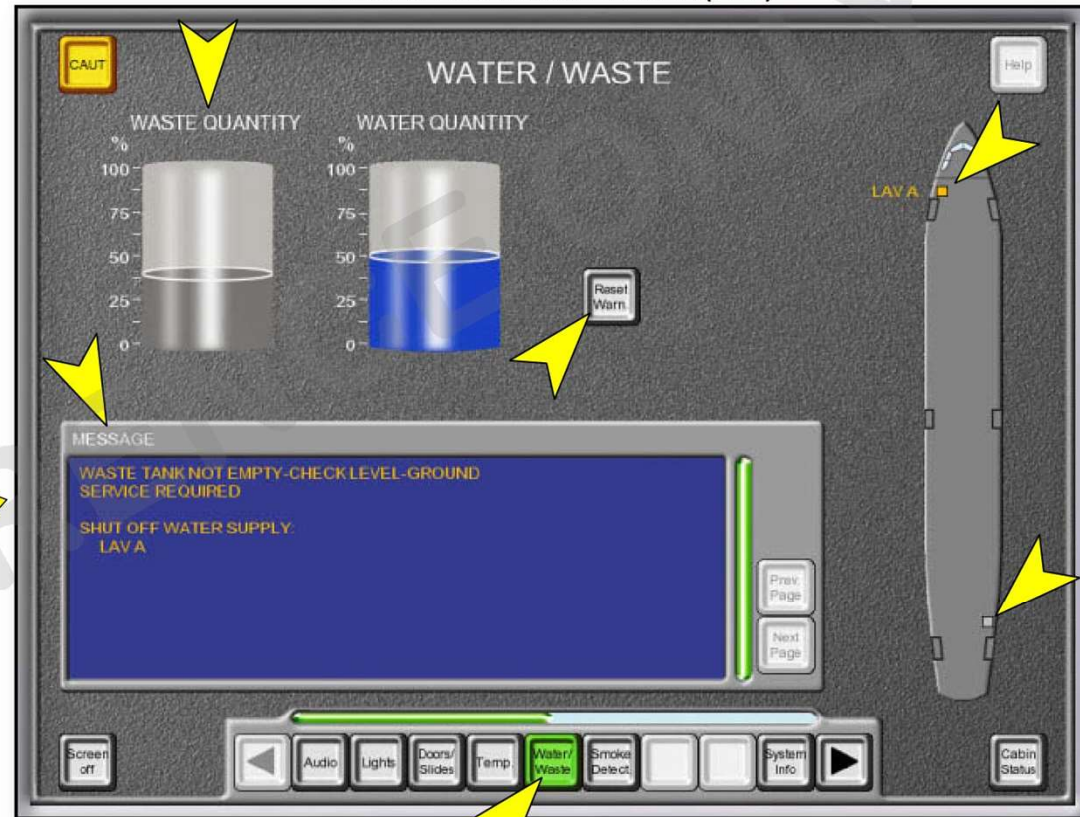 CAUT
WATER / WASTE
Help
WASTE QUANTITY
WATER QUANTITY
%
100
75
50
25
0
%
100
75
50
25
0
Reset
Warn.
LAV A
MESSAGE
WASTE TANK NOT EMPTY-CHECK LEVEL-GROUND
SERVICE REQUIRED
SHUT OFF WATER SUPPLY:
LAV A
Prev.
Page
Next
Page
Screen
off
Audio
Lights
Doors/
Slides
Temp.
Water/
Waste
Smoke
Detect.
System
Info
Cabin
Status